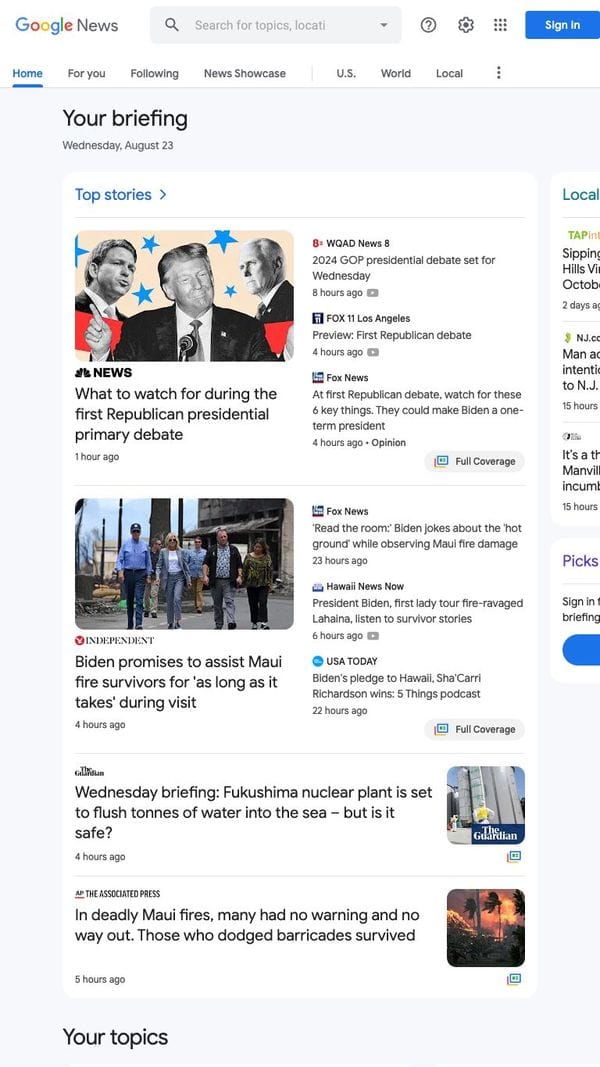 Google News
Search for topics, locati
Sign in
Home
For you
Following
News Showcase
U.S.
World
Local
Your briefing
Wednesday, August 23
Top stories >
NEWS
What to watch for during the
first Republican presidential
primary debate
1 hour ago
8 WQAD News 8
2024 GOP presidential debate set for
Wednesday
8 hours ago
FOX 11 Los Angeles
Preview: First Republican debate
4 hours ago
Fox News
At first Republican debate, watch for these
6 key things. They could make Biden a one-
term president
4 hours ago • Opinion
Full Coverage
INDEPENDENT
Biden promises to assist Maui
fire survivors for 'as long as it
takes' during visit
4 hours ago
Fox News
'Read the room:' Biden jokes about the 'hot
ground' while observing Maui fire damage
23 hours ago
Hawaii News Now
President Biden, first lady tour fire-ravaged
Lahaina, listen to survivor stories
6 hours ago
USA TODAY
Biden's pledge to Hawaii, Sha'Carri
Richardson wins: 5 Things podcast
22 hours ago
Full Coverage
The Guardian
Wednesday briefing: Fukushima nuclear plant is set
to flush tonnes of water into the sea – but is it
safe?
4 hours ago
The
Guardian
AP THE ASSOCIATED PRESS
In deadly Maui fires, many had no warning and no
way out. Those who dodged barricades survived
5 hours ago
Your topics
Local
TAPint
Sipping
Hills Vi
Octobe
2 days ag
NJ.co
Man ac
intenti
to N.J.
15 hours
It's a th
Manvil
incumb
15 hours
Picks
Sign in f
briefing